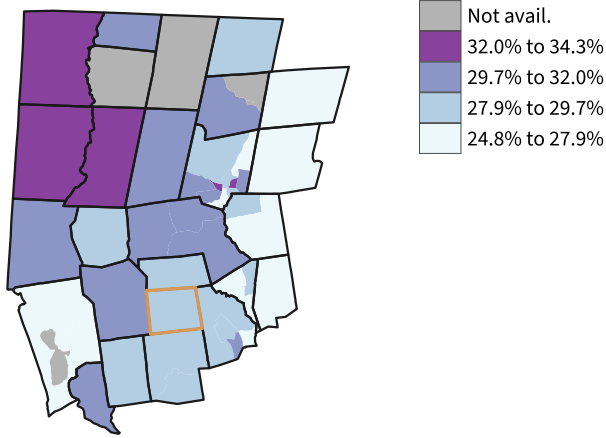 Not avail.
32.0% to 34.3%
29.7% to 32.0%
27.9% to 29.7%
24.8% to 27.9%